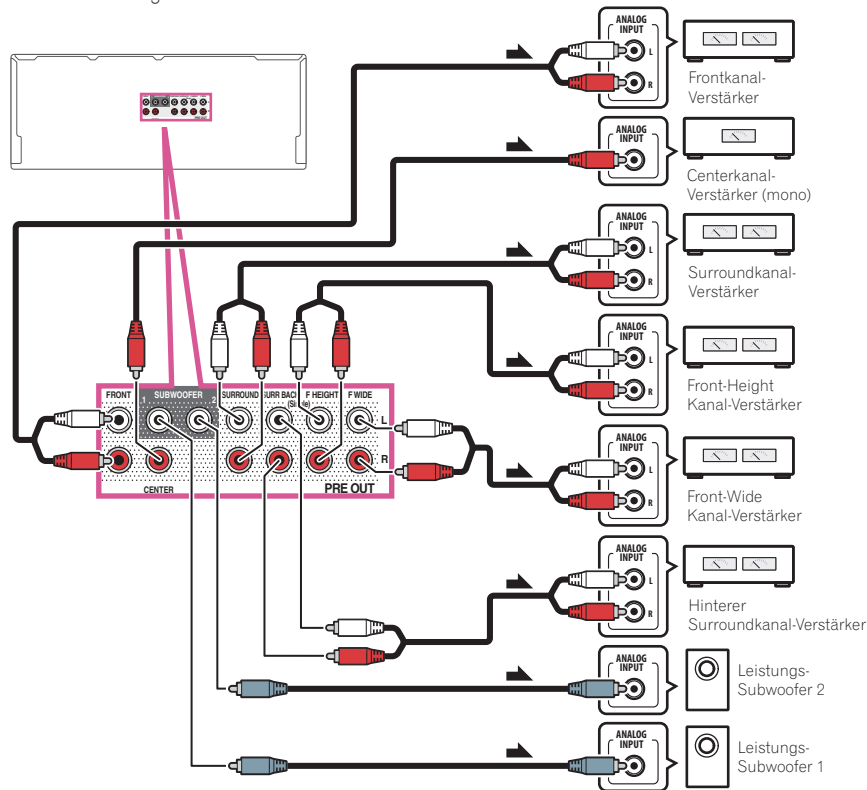 ANALOG
INPUT
L
R
Frontkanal-
Verstärker
ANALOG
INPUT
Centerkanal-
Verstärker (mono)
ANALOG
INPUT
L
R
Surroundkanal-
Verstärker
ANALOG
INPUT
L
R
Front-Height
Kanal-Verstärker
FRONT
SUBWOOFER
1
2
SURROUND
SURR BACK
(Single)
F HEIGHT
F WIDE
L
R
CENTER
PRE OUT
ANALOG
INPUT
L
R
Front-Wide
Kanal-Verstärker
ANALOG
INPUT
L
R
Hinterer
Surroundkanal-Verstärker
ANALOG
INPUT
Leistungs-
Subwoofer 2
ANALOG
INPUT
Leistungs-
Subwoofer 1